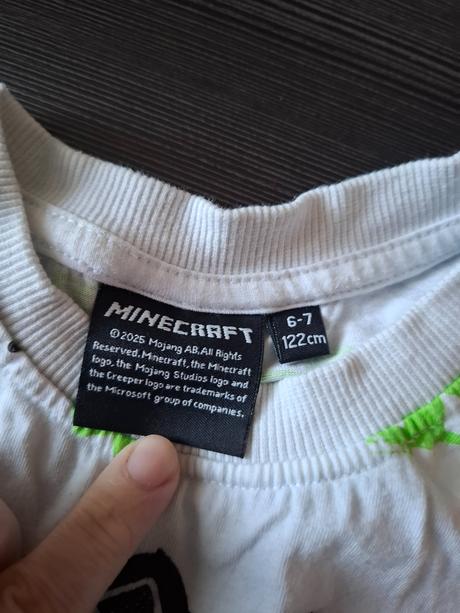 MINECRAFT
©2025 Mojang AB.All Rights
Reserved.Minecraft, the Minecraft
logo, the Mojang Studios logo and
the Creeper logo are trademarks of
the Microsoft group of companies.
6-7
122cm